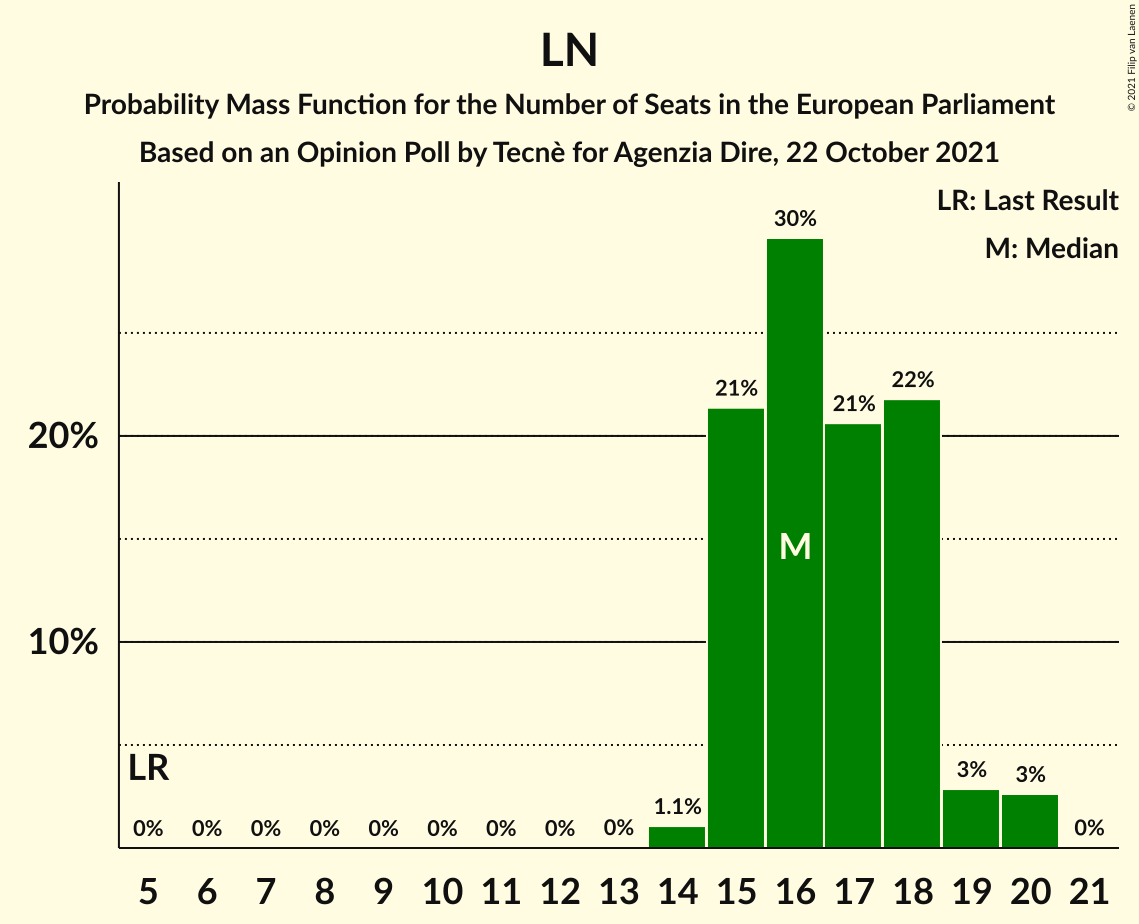 LN
Probability Mass Function for the Number of Seats in the European Parliament
Based on an Opinion Poll by Tecnè for Agenzia Dire, 22 October 2021
© 2021 Filip van Laenen
LR: Last Result
M: Median
30%
21%
22%
21%
20%
M
10%
LR
3%
3%
1.1%
0% 0% 0% 0% 0% 0% 0% 0% 0% 0%
5 6 7 8 9 10 11 12 13 14 15 16 17 18 19 20 21